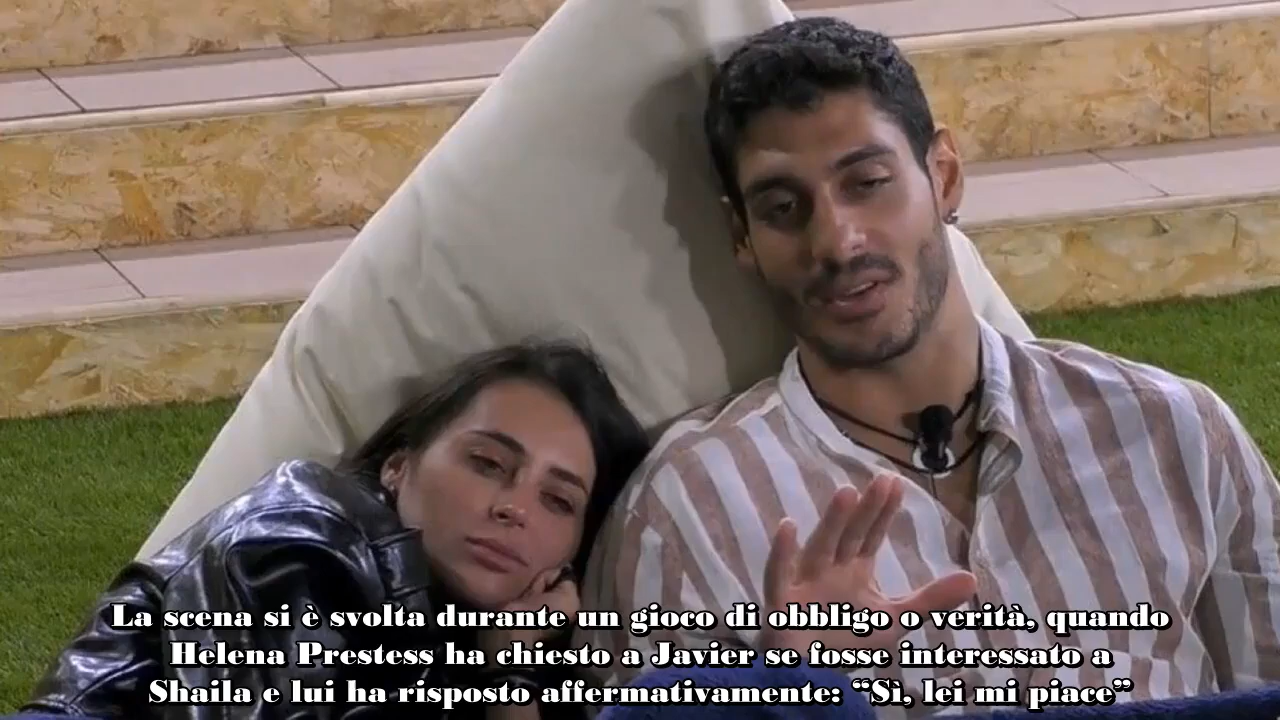 La scena si è svolta durante un gioco di obbligo o verità, quando
Helena Prestess ha chiesto a Javier se fosse interessato a
Shaila e lui ha risposto affermativamente: “Sì, lei mi piace”